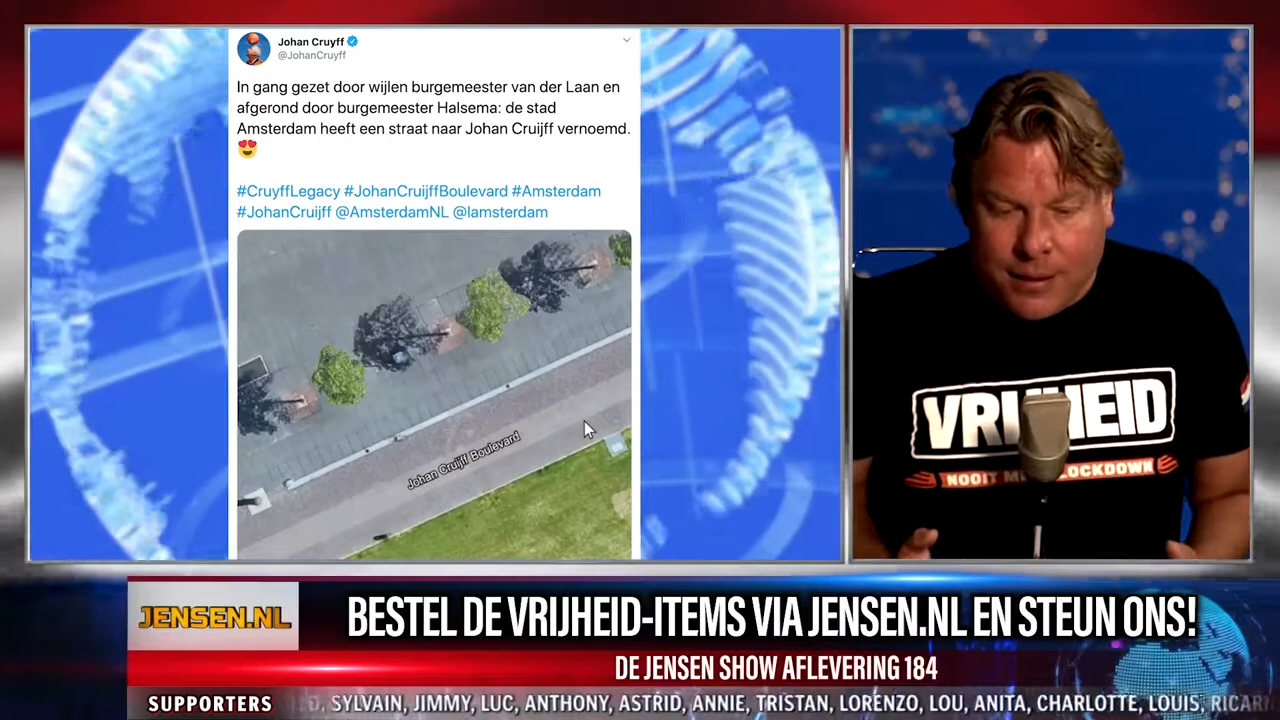 Johan Cruyff
@JohanCruyff
In gang gezet door wijlen burgemeester van der Laan en
afgerond door burgemeester Halsema: de stad
Amsterdam heeft een straat naar Johan Cruijff vernoemd.
😍
#CruyffLegacy #JohanCruijffBoulevard #Amsterdam
#JohanCruijff @AmsterdamNL @Iamsterdam
Johan Cruijff Boulevard
VRIJHEID
NOOIT LOCKDOWN
JENSEN.NL
BESTEL DE VRIJHEID-ITEMS VIA JENSEN.NL EN STEUN ONS!
DE JENSEN SHOW AFLEVERING 184
SUPPORTERS
SYLVAIN, JIMMY, LUC, ANTHONY, ASTRID, ANNIE, TRISTAN, LORENZO, LOU, ANITA, CHARLOTTE, LOUIS,